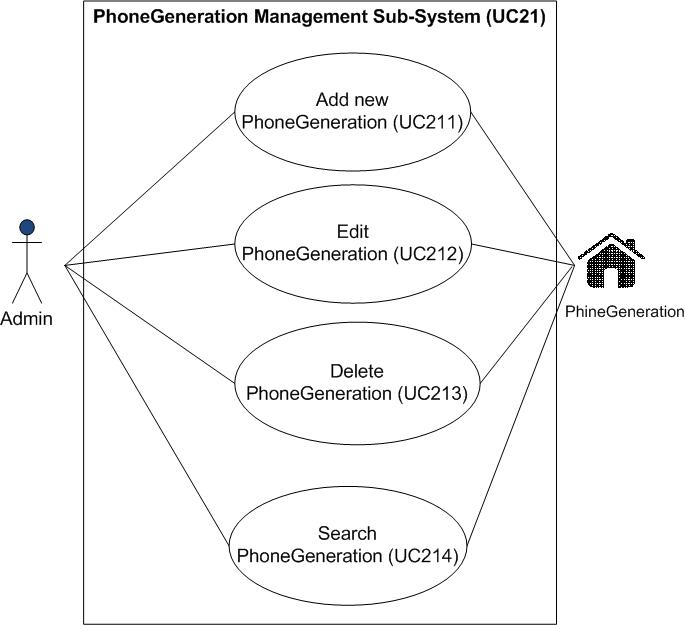 PhoneGeneration Management Sub-System (UC21)
Add new
PhoneGeneration (UC211)
Edit
PhoneGeneration (UC212)
Admin
PhineGeneration
Delete
PhoneGeneration (UC213)
Search
PhoneGeneration (UC214)